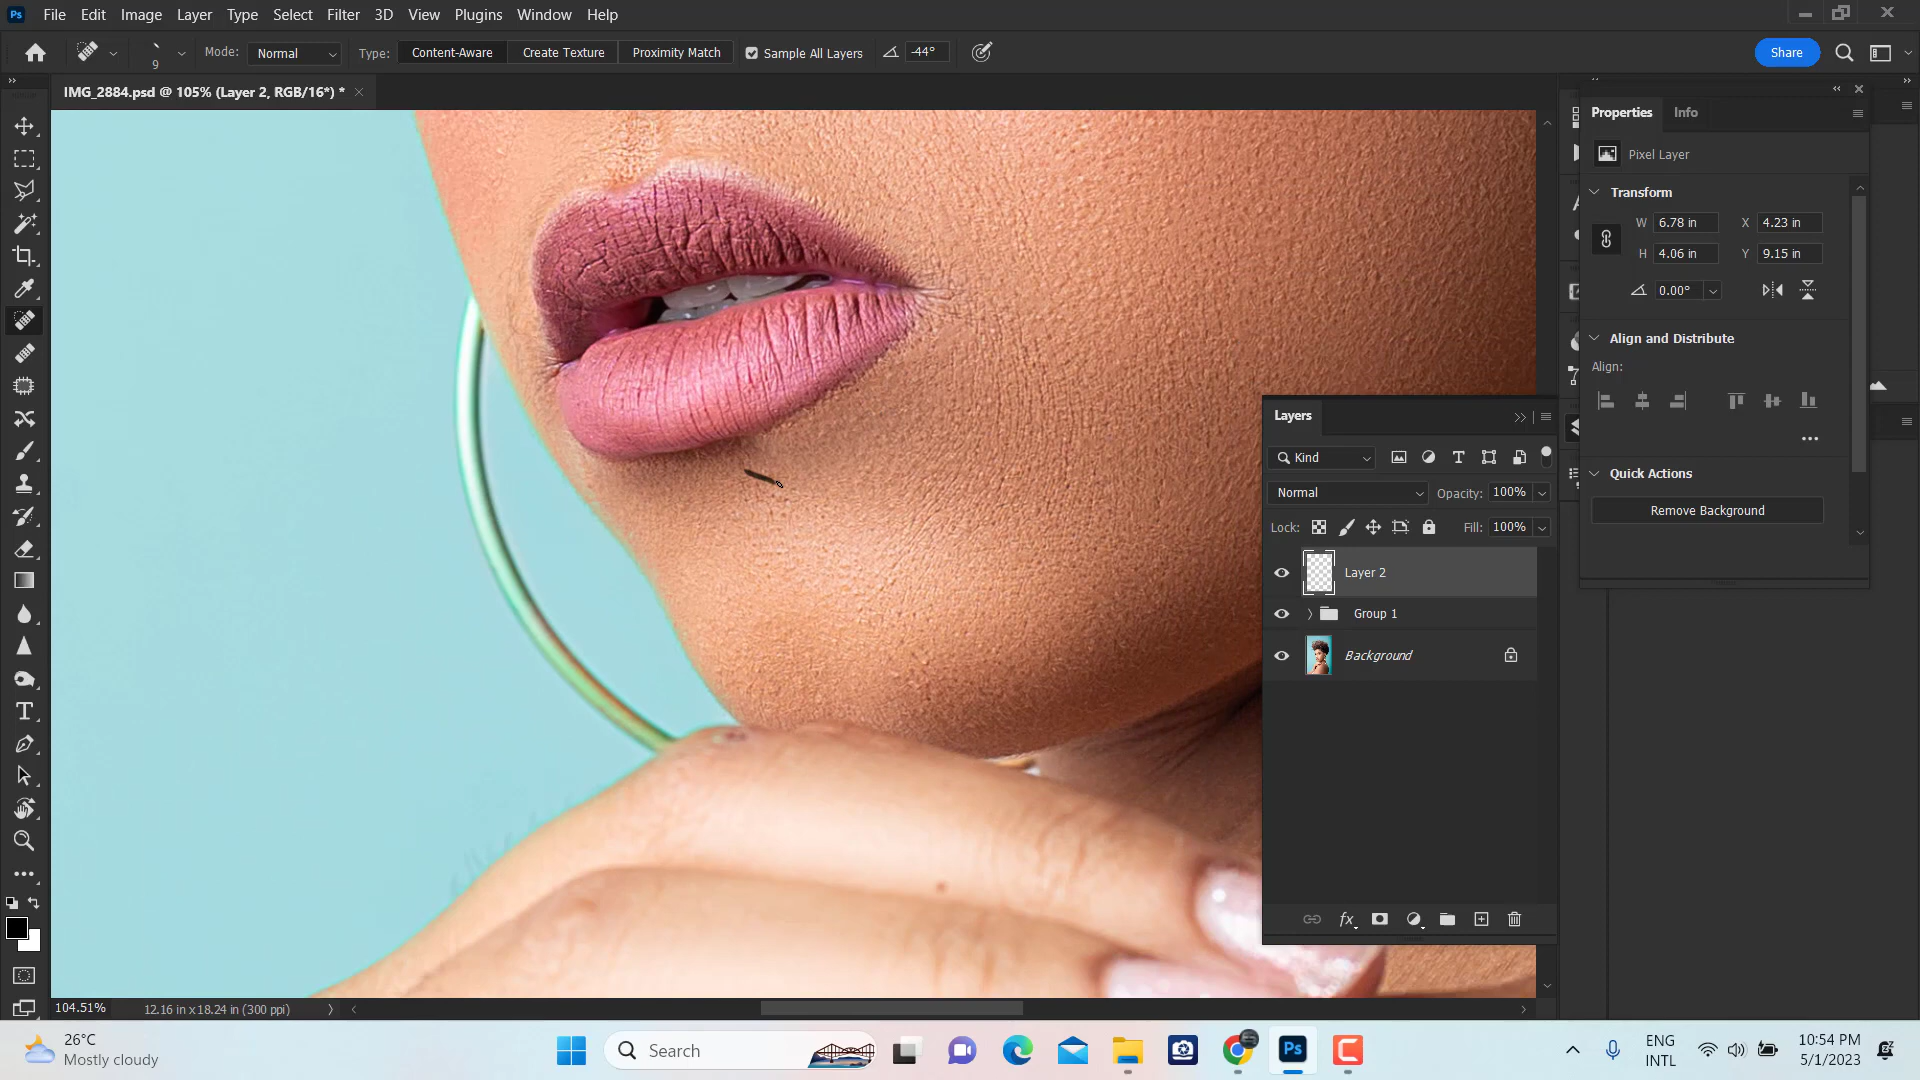 Ps File Edit Image Layer Type Select Filter 3D View Plugins Window Help
9 Mode: Normal Type: Content-Aware Create Texture Proximity Match Sample All Layers -44° Share
IMG_2884.psd @ 105% (Layer 2, RGB/16*) *
Properties Info
Pixel Layer
Transform
W 6.78 in X 4.23 in
H 4.06 in Y 9.15 in
0.00°
Align and Distribute
Align:
Quick Actions
Remove Background
Layers
Kind
Normal Opacity: 100%
Lock: Fill: 100%
Layer 2
Group 1
Background
104.51% 12.16 in x 18.24 in (300 ppi)
26°C
Mostly cloudy
Search
Ps
ENG
INTL
10:54 PM
5/1/2023